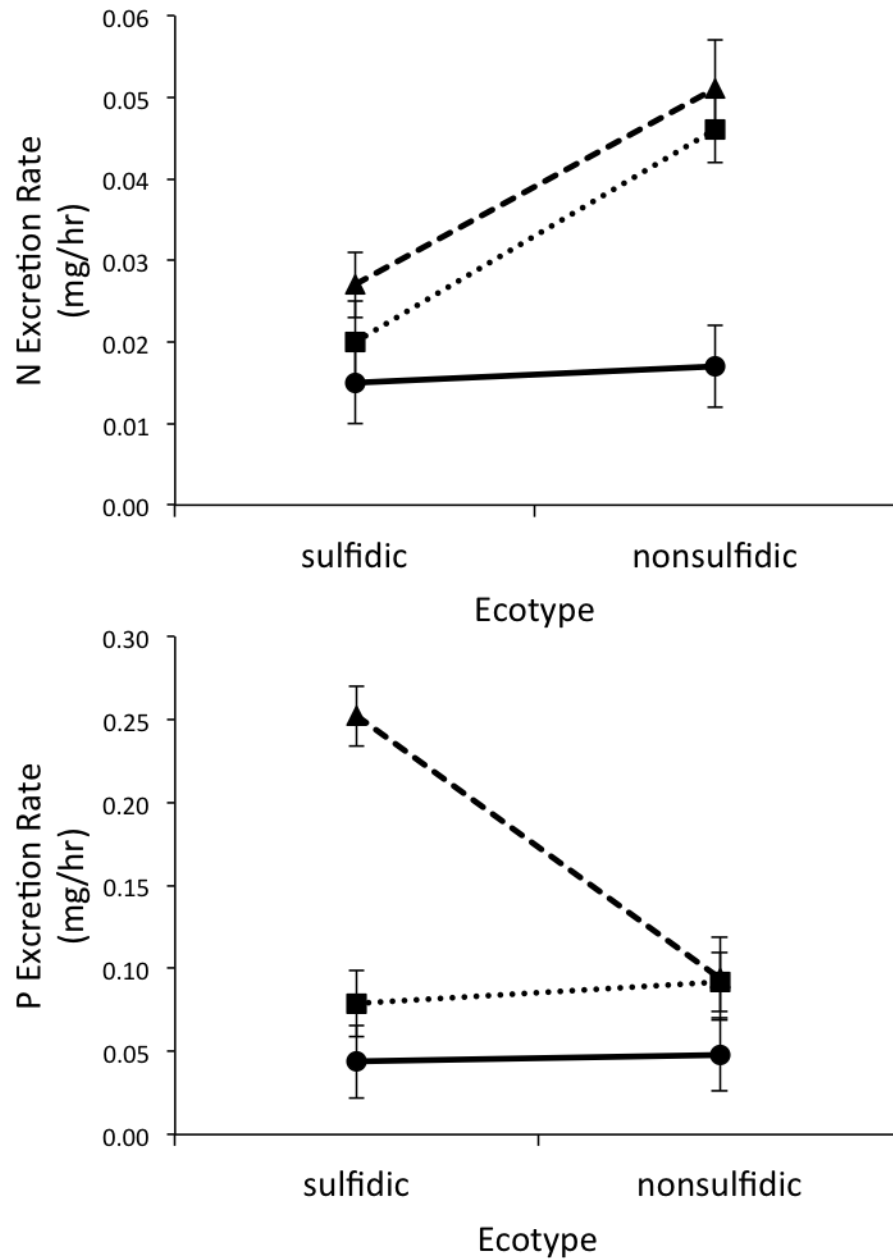 N Excretion Rate
(mg/hr)
0.06
0.05
0.04
0.03
0.02
0.01
0.00
sulfidic nonsulfidic
Ecotype
P Excretion Rate
(mg/hr)
0.30
0.25
0.20
0.15
0.10
0.05
0.00
sulfidic nonsulfidic
Ecotype